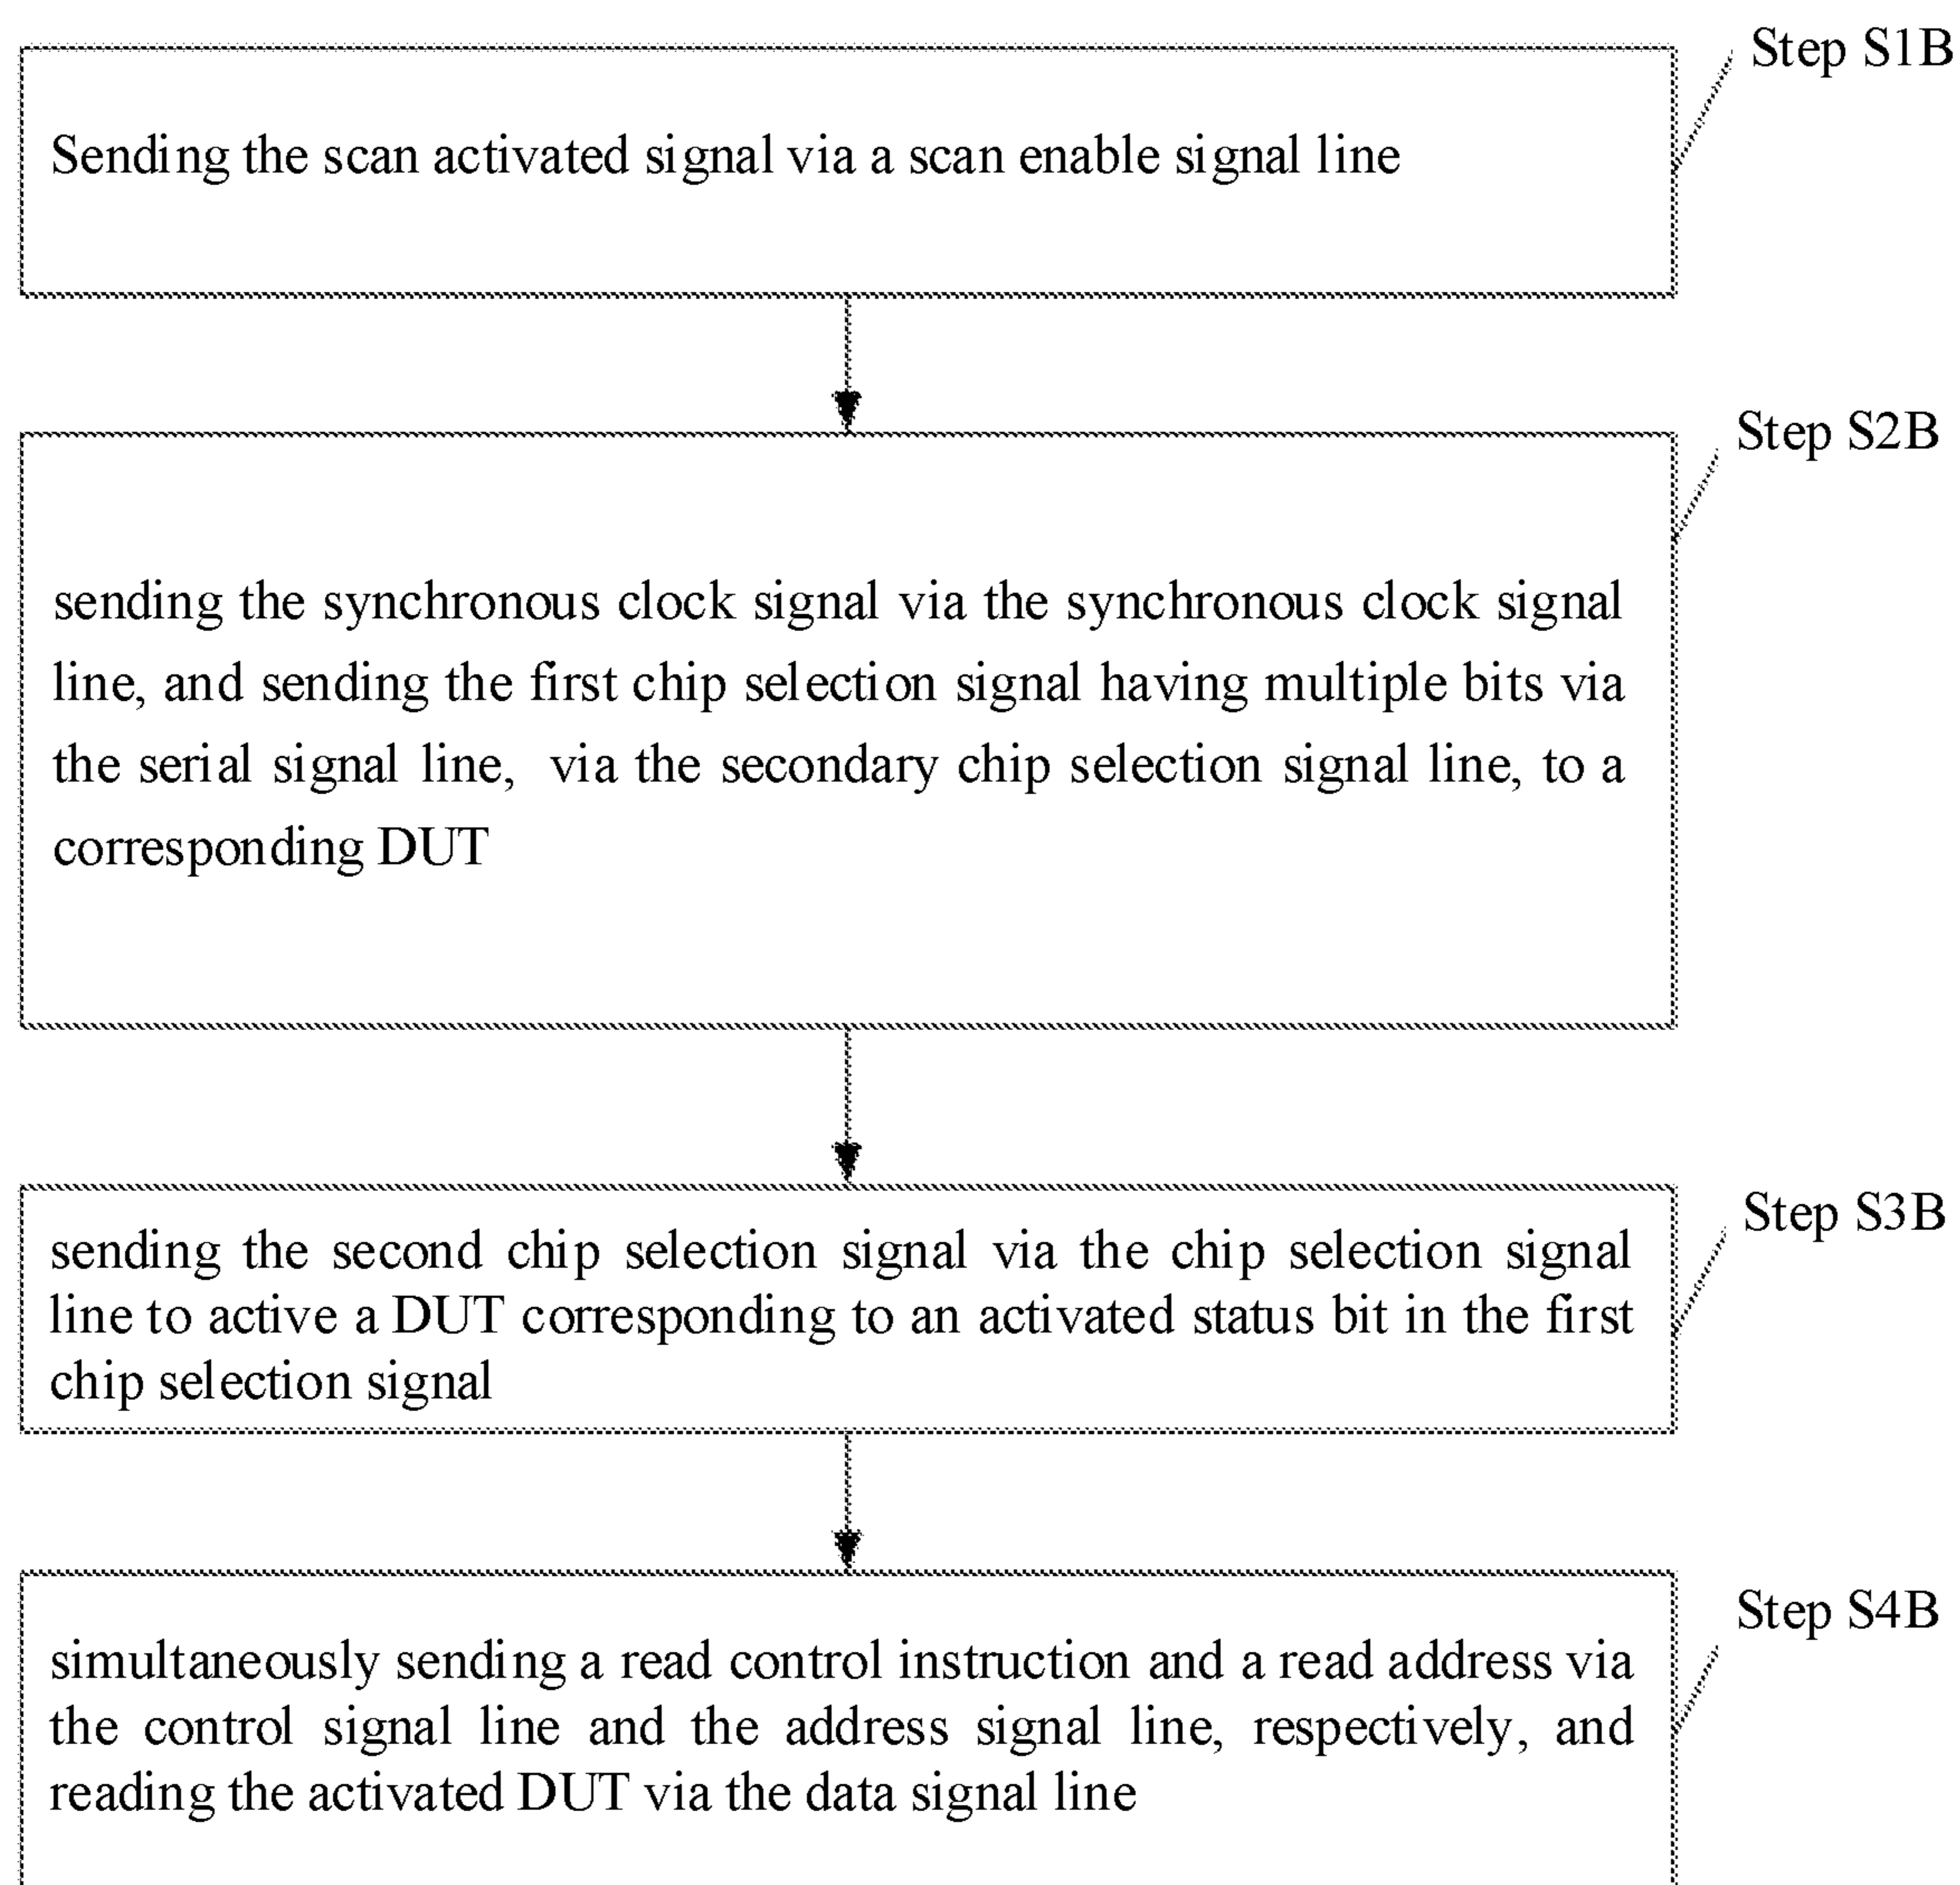 Step S1B
Sending the scan activated signal via a scan enable signal line
Step S2B
sending the synchronous clock signal via the synchronous clock signal
line, and sending the first chip selection signal having multiple bits via
the serial signal line, via the secondary chip selection signal line, to a
corresponding DUT
Step S3B
sending the second chip selection signal via the chip selection signal
line to active a DUT corresponding to an activated status bit in the first
chip selection signal
Step S4B
simultaneously sending a read control instruction and a read address via
the control signal line and the address signal line, respectively, and
reading the activated DUT via the data signal line